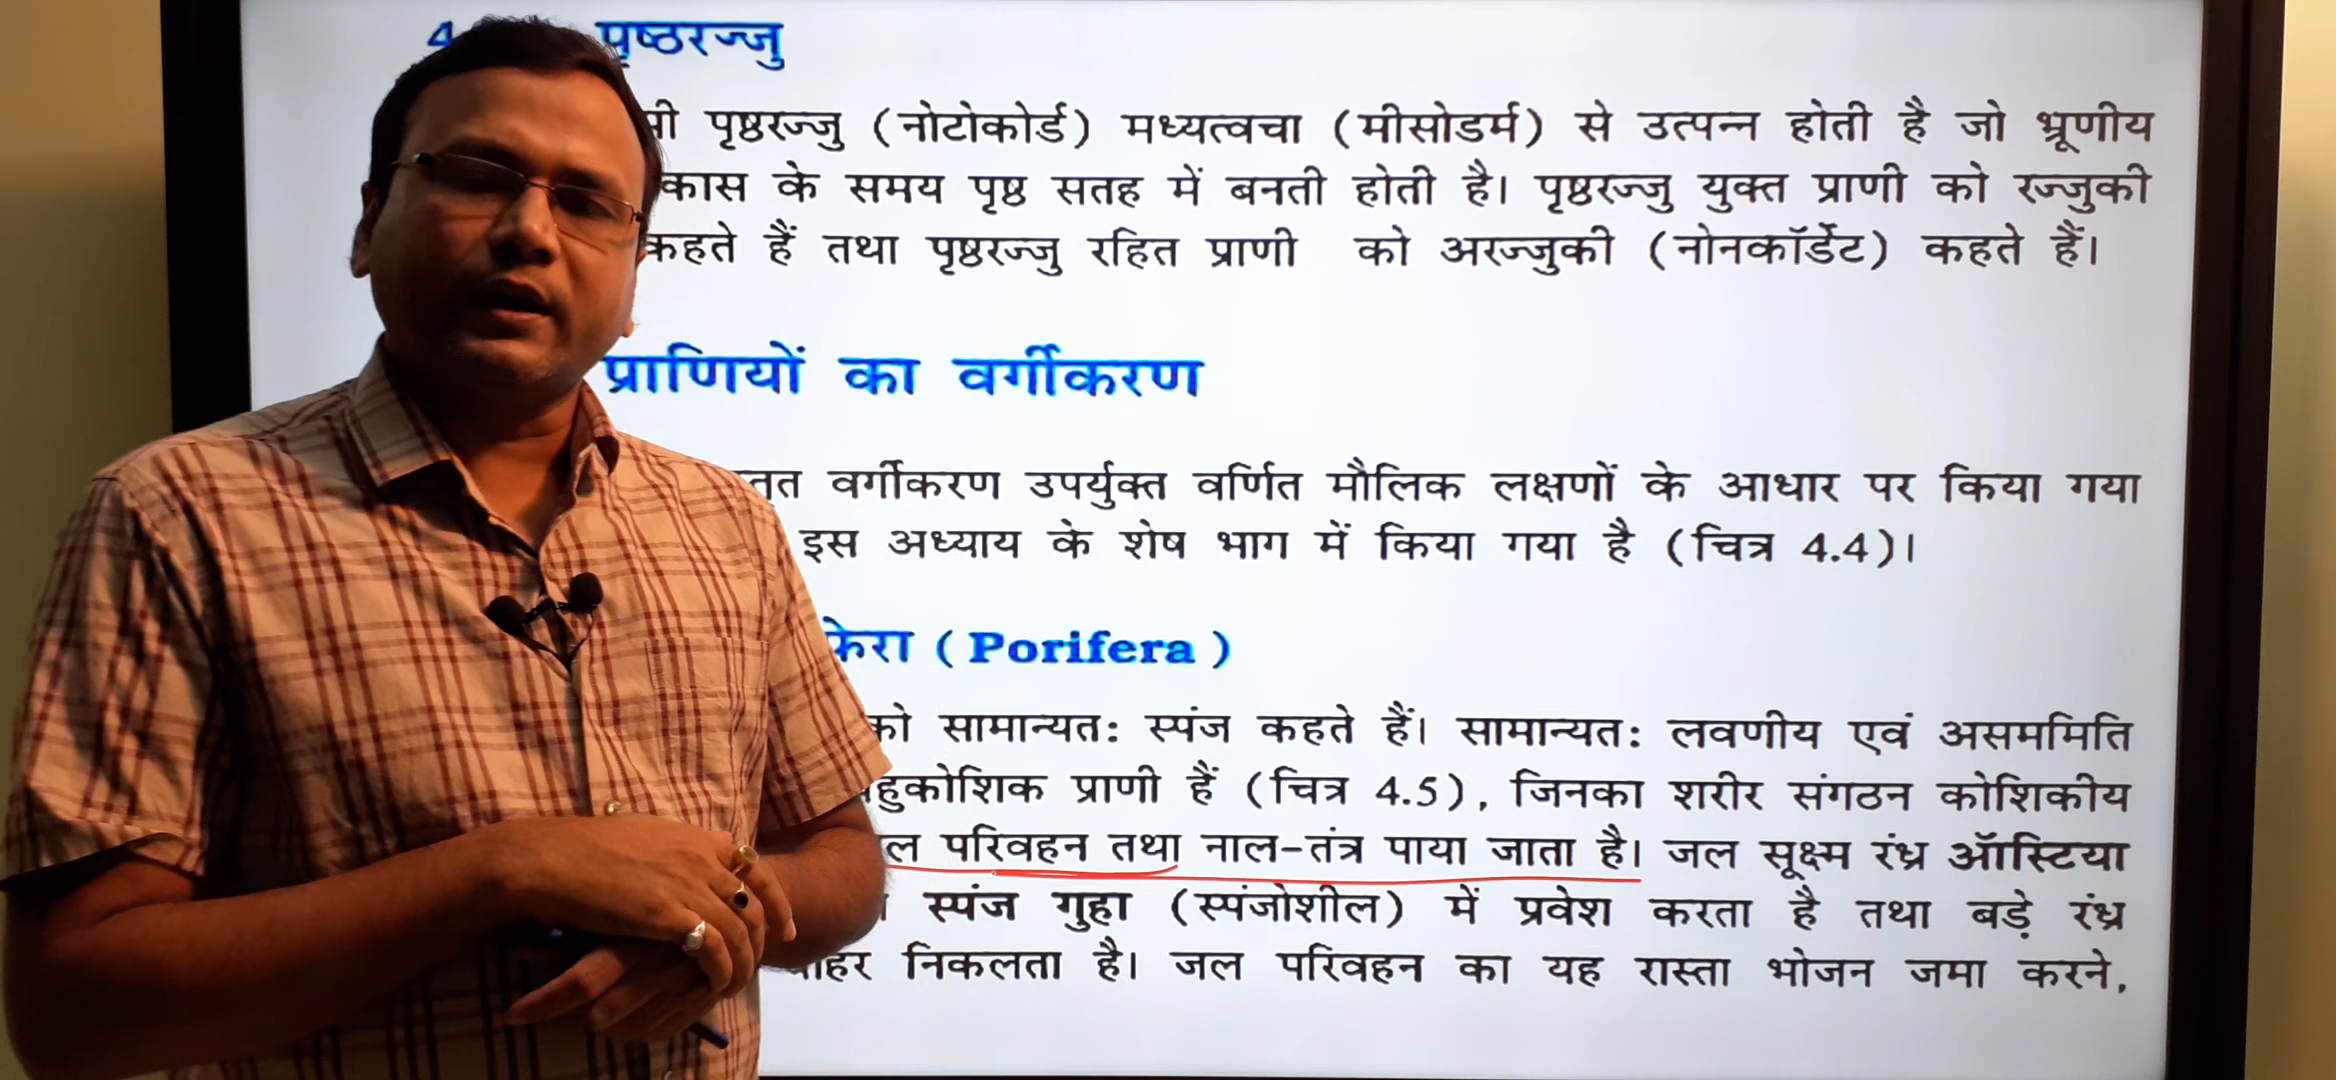 4 पृष्ठरज्जु
पृष्ठरज्जु (नोटोकोर्ड) मध्यत्वचा (मीसोडर्म) से उत्पन्न होती है जो भ्रूणीय
कास के समय पृष्ठ सतह में बनती होती है। पृष्ठरज्जु युक्त प्राणी को रज्जुकी
कहते हैं तथा पृष्ठरज्जु रहित प्राणी को अरज्जुकी (नोनकॉर्डेट) कहते हैं।
प्राणियों का वर्गीकरण
वर्गीकरण उपर्युक्त वर्णित मौलिक लक्षणों के आधार पर किया गया
इस अध्याय के शेष भाग में किया गया है (चित्र 4.4)।
फेरा (Porifera)
को सामान्यत: स्पंज कहते हैं। सामान्यत: लवणीय एवं असममिति
हुकोशिक प्राणी हैं (चित्र 4.5), जिनका शरीर संगठन कोशिकीय
ल परिवहन तथा नाल-तंत्र पाया जाता है। जल सूक्ष्म रंध्र ऑस्टिया
स्पंज गुहा (स्पंजोशील) में प्रवेश करता है तथा बड़े रंध्र
बाहर निकलता है। जल परिवहन का यह रास्ता भोजन जमा करने,